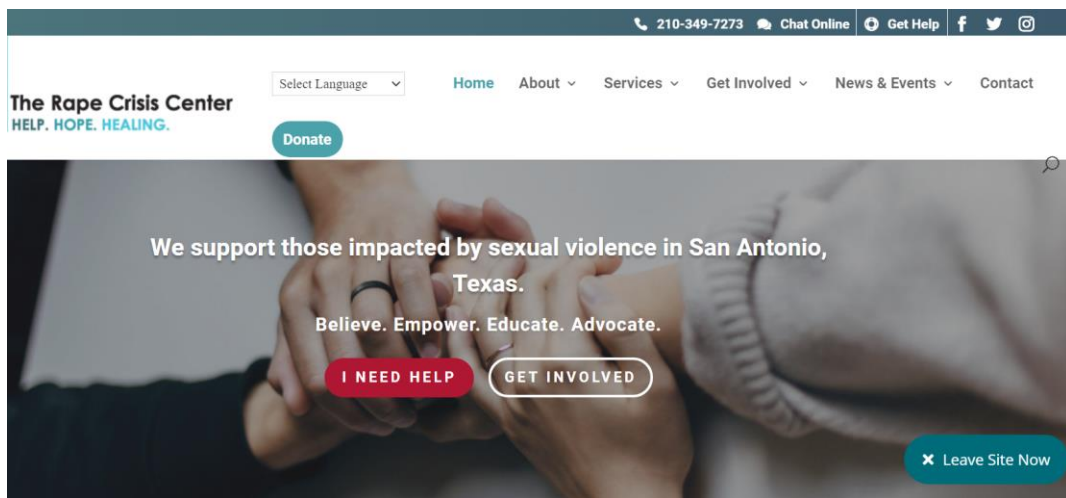 210-349-7273 Chat Online Get Help
Select Language Home About Services Get Involved News & Events Contact
The Rape Crisis Center
HELP. HOPE. HEALING.
Donate
We support those impacted by sexual violence in San Antonio,
Texas.
Believe. Empower. Educate. Advocate.
I NEED HELP GET INVOLVED
Leave Site Now